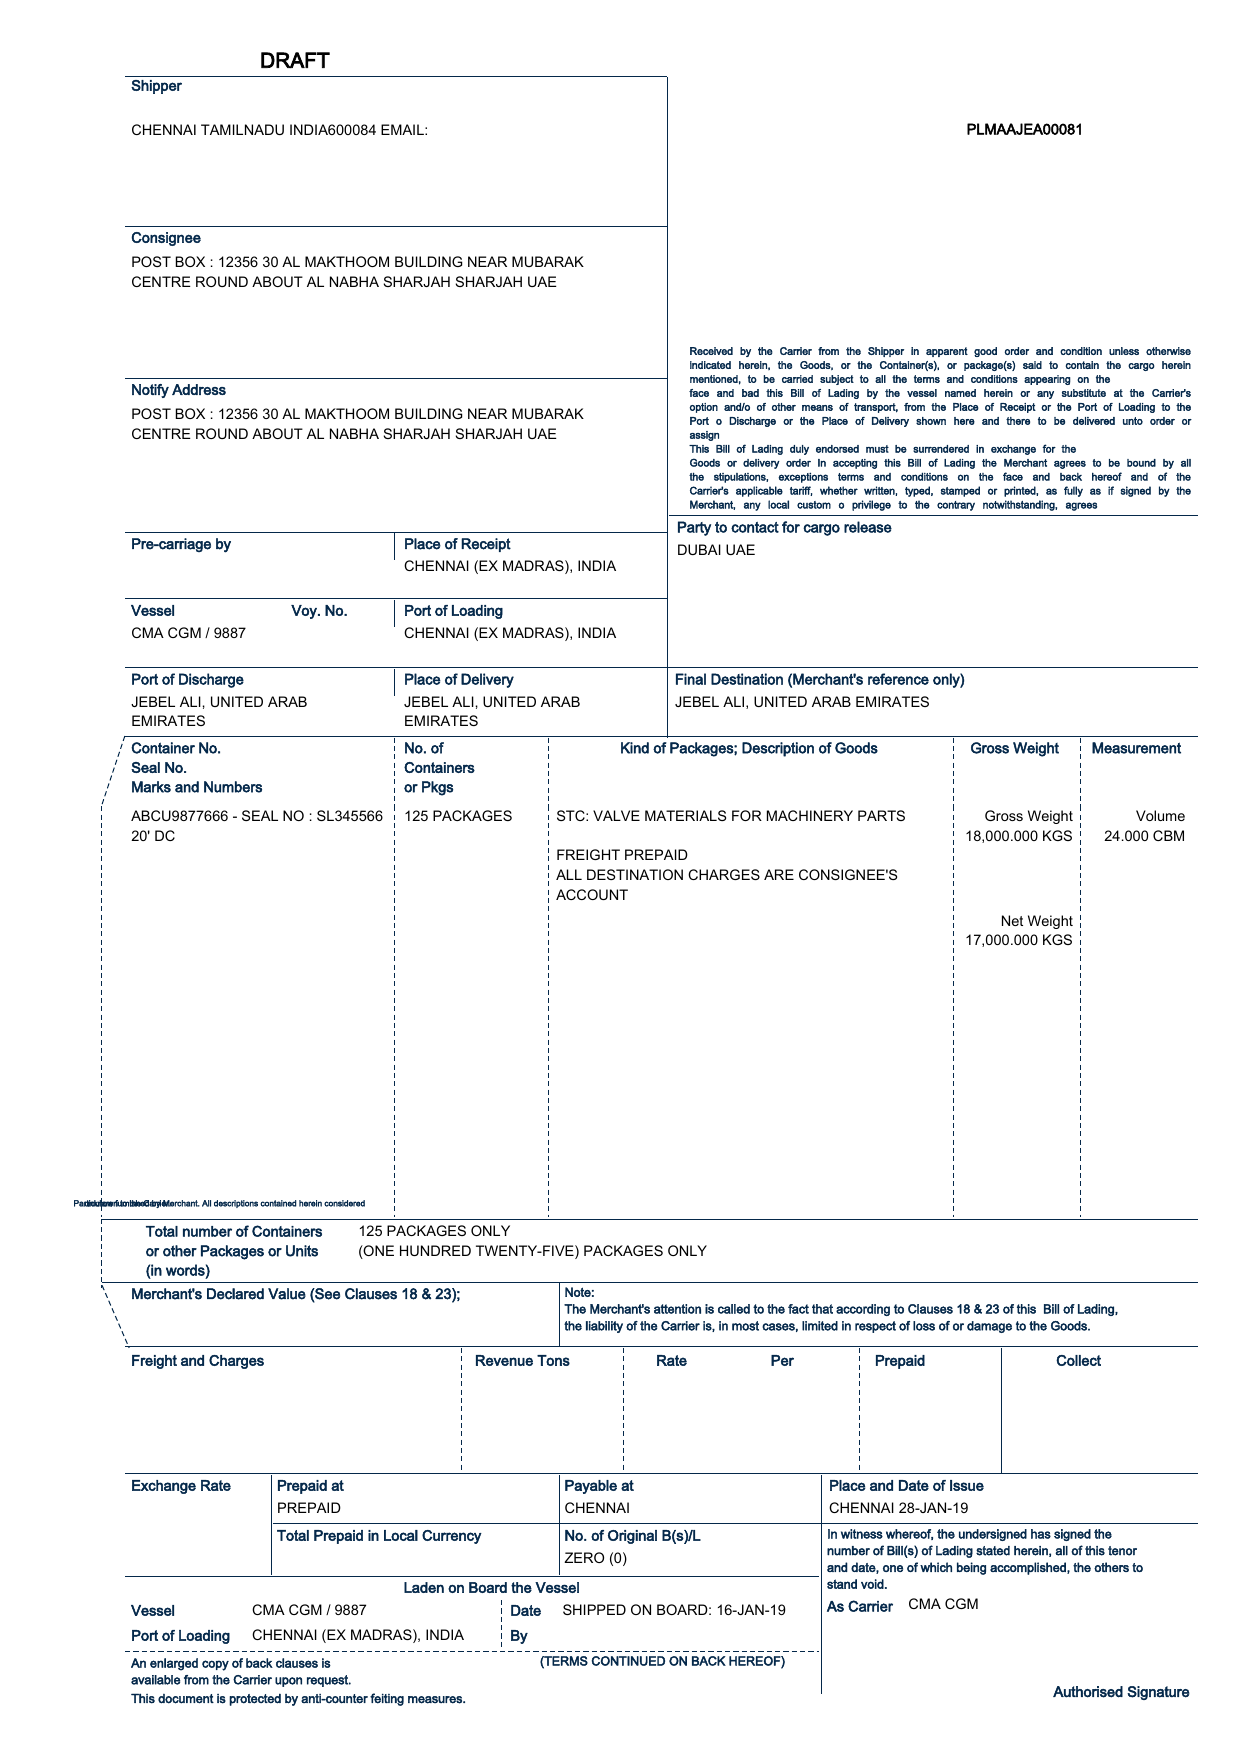 DRAFT
Shipper
CHENNAI TAMILNADU INDIA600084 EMAIL:
PLMAAJEA00081
Consignee
POST BOX : 12356 30 AL MAKTHOOM BUILDING NEAR MUBARAK
CENTRE ROUND ABOUT AL NABHA SHARJAH SHARJAH UAE
Notify Address
POST BOX : 12356 30 AL MAKTHOOM BUILDING NEAR MUBARAK
CENTRE ROUND ABOUT AL NABHA SHARJAH SHARJAH UAE
Received by the Carrier from the Shipper in apparent good order and condition unless otherwise
indicated herein, the Goods, or the Container(s), or package(s) said to contain the cargo herein
mentioned, to be carried subject to all the terms and conditions appearing on the
face and bad this Bill of Lading by the vessel named herein or any substitute at the Carrier's
option and/o of other means of transport, from the Place of Receipt or the Port of Loading to the
Port o Discharge or the Place of Delivery shown here and there to be delivered unto order or
assign
This Bill of Lading duly endorsed must be surrendered in exchange for the
Goods or delivery order In accepting this Bill of Lading the Merchant agrees to be bound by all
the stipulations, exceptions terms and conditions on the face and back hereof and of the
Carrier's applicable tariff, whether written, typed, stamped or printed, as fully as if signed by the
Merchant, any local custom o privilege to the contrary notwithstanding, agrees
Party to contact for cargo release
DUBAI UAE
Pre-carriage by
Place of Receipt
CHENNAI (EX MADRAS), INDIA
Vessel Voy. No.
CMA CGM / 9887
Port of Loading
CHENNAI (EX MADRAS), INDIA
Port of Discharge
JEBEL ALI, UNITED ARAB
EMIRATES
Place of Delivery
JEBEL ALI, UNITED ARAB
EMIRATES
Final Destination (Merchant's reference only)
JEBEL ALI, UNITED ARAB EMIRATES
Container No.
Seal No.
Marks and Numbers
No. of
Containers
or Pkgs
Kind of Packages; Description of Goods
Gross Weight
Measurement
ABCU9877666 - SEAL NO : SL345566
20' DC
125 PACKAGES
STC: VALVE MATERIALS FOR MACHINERY PARTS
FREIGHT PREPAID
ALL DESTINATION CHARGES ARE CONSIGNEE'S
ACCOUNT
Gross Weight
18,000.000 KGS
Net Weight
17,000.000 KGS
Volume
24.000 CBM
Merchant. All descriptions contained herein considered
Total number of Containers
or other Packages or Units
(in words)
125 PACKAGES ONLY
(ONE HUNDRED TWENTY-FIVE) PACKAGES ONLY
Merchant's Declared Value (See Clauses 18 & 23);
Note:
The Merchant's attention is called to the fact that according to Clauses 18 & 23 of this Bill of Lading,
the liability of the Carrier is, in most cases, limited in respect of loss of or damage to the Goods.
Freight and Charges
Revenue Tons
Rate
Per
Prepaid
Collect
Exchange Rate
Prepaid at
PREPAID
Payable at
CHENNAI
Place and Date of Issue
CHENNAI 28-JAN-19
Total Prepaid in Local Currency
No. of Original B(s)/L
ZERO (0)
In witness whereof, the undersigned has signed the
number of Bill(s) of Lading stated herein, all of this tenor
and date, one of which being accomplished, the others to
stand void.
As Carrier CMA CGM
Laden on Board the Vessel
Vessel CMA CGM / 9887
Date SHIPPED ON BOARD: 16-JAN-19
Port of Loading CHENNAI (EX MADRAS), INDIA
By
An enlarged copy of back clauses is
available from the Carrier upon request.
(TERMS CONTINUED ON BACK HEREOF)
This document is protected by anti-counter feiting measures.
Authorised Signature